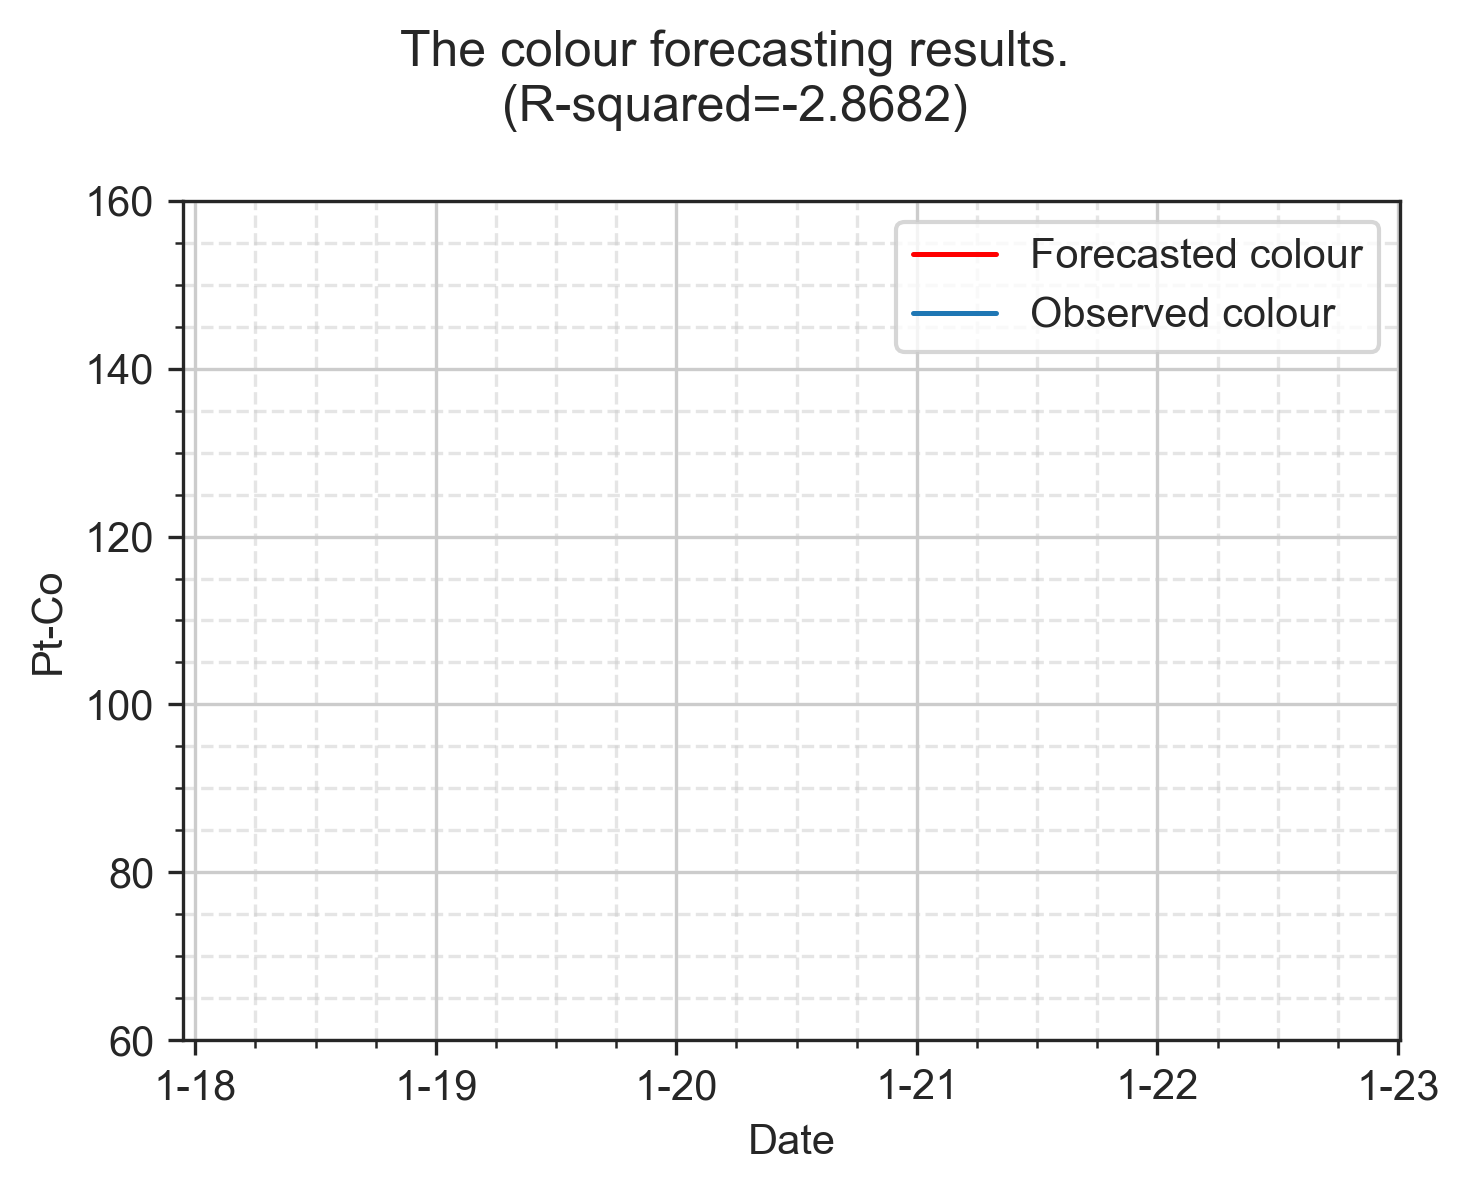 The colour forecasting results.
(R-squared=-2.8682)
160
140
120
100
80
60
Pt-Co
Forecasted colour
Observed colour
1-18 1-19 1-20 1-21 1-22 1-23
Date